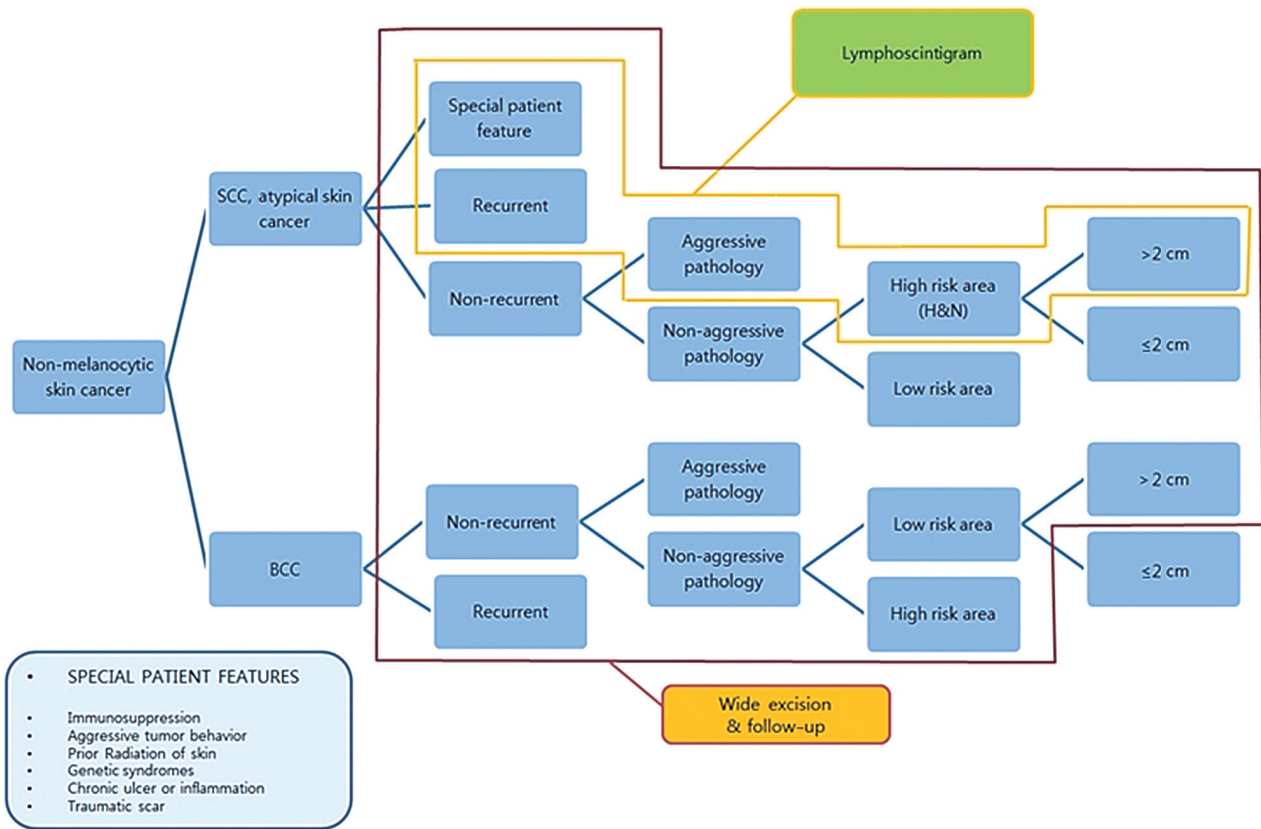 Lymphoscintigram
Special patient
feature
SCC, atypical skin
cancer
Recurrent
Aggressive
pathology
>2 cm
Non-recurrent
High risk area
(H&N)
Non-aggressive
pathology
≤2 cm
Non-melanocytic
skin cancer
Low risk area
Aggressive
pathology
> 2 cm
Non-recurrent
Low risk area
BCC
Non-aggressive
pathology
≤2 cm
Recurrent
High risk area
• SPECIAL PATIENT FEATURES
• Immunosuppression
• Aggressive tumor behavior
• Prior Radiation of skin
• Genetic syndromes
• Chronic ulcer or inflammation
• Traumatic scar
Wide excision
& follow-up